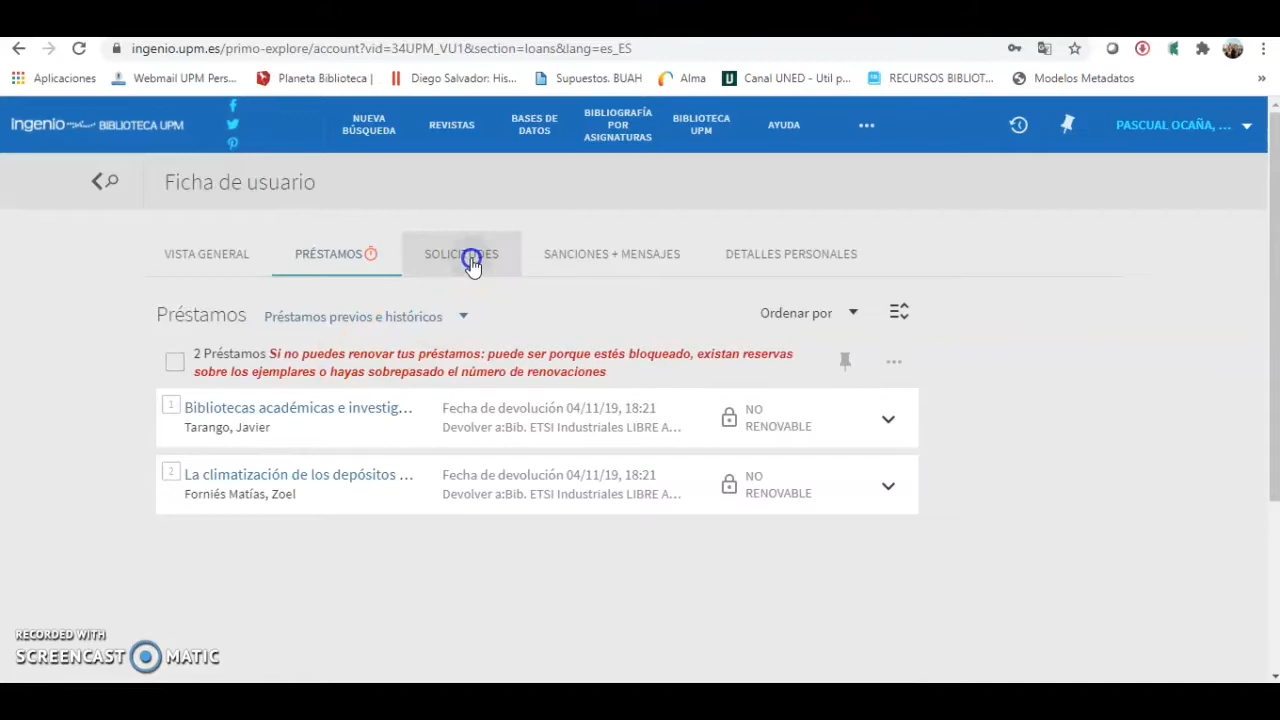 ingenio.upm.es/primo-explore/account?vid=34UPM_VU1&section=loans&lang=es_ES
Aplicaciones
Webmail UPM Pers...
Planeta Biblioteca |
Diego Salvador: His...
Supuestos. BUAH
Alma
Canal UNED - Util p...
RECURSOS BIBLIOT...
Modelos Metadatos
»
ingenio
BIBLIOTECA UPM
NUEVA
BÚSQUEDA
REVISTAS
BASES DE
DATOS
BIBLIOGRAFÍA
POR
ASIGNATURAS
BIBLIOTECA
UPM
AYUDA
PASCUAL OCAÑA, ...
Ficha de usuario
VISTA GENERAL
PRÉSTAMOS
SOLICITUDES
SANCIONES + MENSAJES
DETALLES PERSONALES
Préstamos
Préstamos previos e históricos
Ordenar por
2 Préstamos Si no puedes renovar tus préstamos: puede ser porque estés bloqueado, existan reservas
sobre los ejemplares o hayas sobrepasado el número de renovaciones
1
Bibliotecas académicas e investig...
Tarango, Javier
Fecha de devolución 04/11/19, 18:21
Devolver a:Bib. ETSI Industriales LIBRE A...
NO
RENOVABLE
2
La climatización de los depósitos ...
Forniés Matías, Zoel
Fecha de devolución 04/11/19, 18:21
Devolver a:Bib. ETSI Industriales LIBRE A...
NO
RENOVABLE
RECORDED WITH
SCREENCAST MATIC